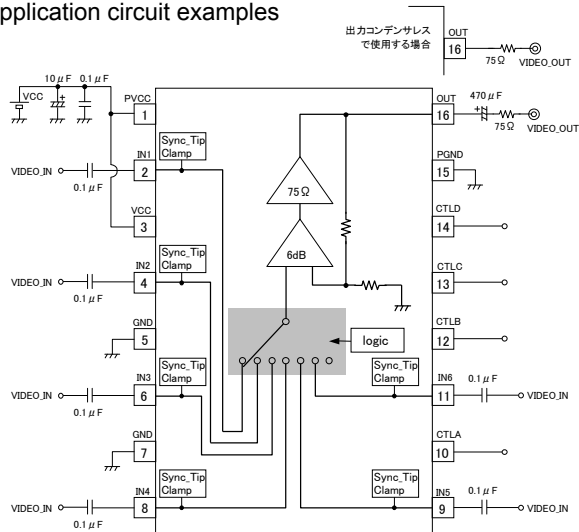 pplication circuit examples
出力コンデンサレス
で使用する場合
OUT
16
75Ω
VIDEO_OUT
10μF
0.1μF
VCC
PVCC
1
OUT
16
470μF
75Ω
VIDEO_OUT
Sync_Tip
Clamp
IN1
2
VIDEO_IN
0.1μF
75Ω
PGND
15
VCC
3
CTLD
14
6dB
Sync_Tip
Clamp
IN2
4
VIDEO_IN
0.1μF
CTLC
13
GND
5
logic
CTLB
12
Sync_Tip
Clamp
IN3
6
VIDEO_IN
0.1μF
Sync_Tip
Clamp
IN6
11
0.1μF
VIDEO_IN
GND
7
CTLA
10
Sync_Tip
Clamp
IN4
8
VIDEO_IN
0.1μF
Sync_Tip
Clamp
IN5
9
0.1μF
VIDEO_IN